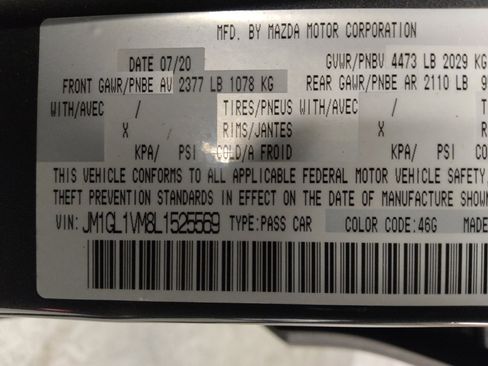 MFD. BY MAZDA MOTOR CORPORATION
DATE 07/20 GVWR/PNBV 4473 LB 2029 KG
FRONT GAWR/PNBE AV 2377 LB 1078 KG REAR GAWR/PNBE AR 2110 LB 9
WITH/AVEC / TIRES/PNEUS WITH/AVEC /
X RIMS/JANTES X
KPA/ PSI COLD/A FROID KPA/ PSI
THIS VEHICLE CONFORMS TO ALL APPLICABLE FEDERAL MOTOR VEHICLE SAFETY,
THEFT PREVENTION STANDARDS IN EFFECT ON THE DATE OF MANUFACTURE SHOWN
VIN: JM1GL1VM8L1525569 TYPE:PASS CAR COLOR CODE:46G MADE